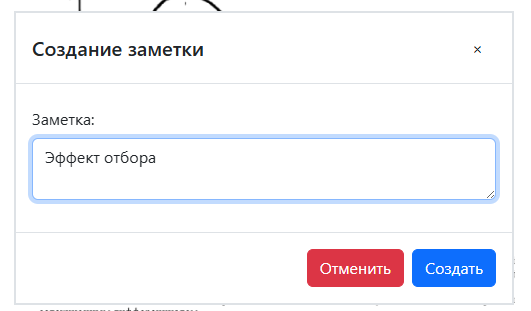 Создание заметки
×
Заметка:
Эффект отбора
Отменить Создать